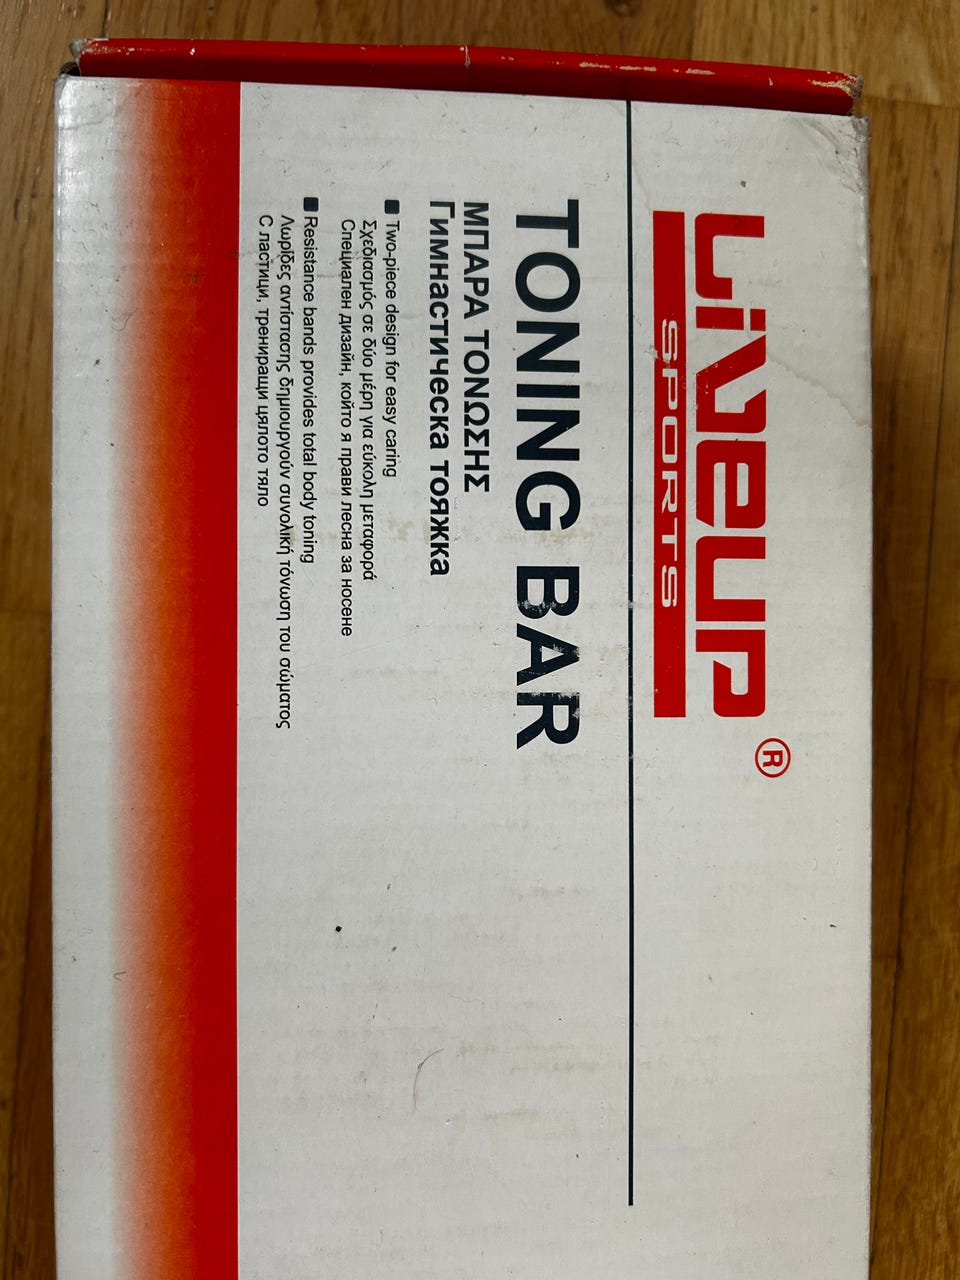 LiveUP®
SPORTS
TONING BAR
ΜΠΑΡΑ ΤΟΝΩΣΗΣ
Гимнастическа тояжка
■ Two-piece design for easy caring
Σχεδιασμός σε δύο μέρη για εύκολη μεταφορά
Специален дизайн, който я прави лесна за носене
■ Resistance bands provides total body toning
Λωρίδες αντίστασης δημιουργούν συνολική τόνωση του σώματος
С ластици, трениращи цялото тяло